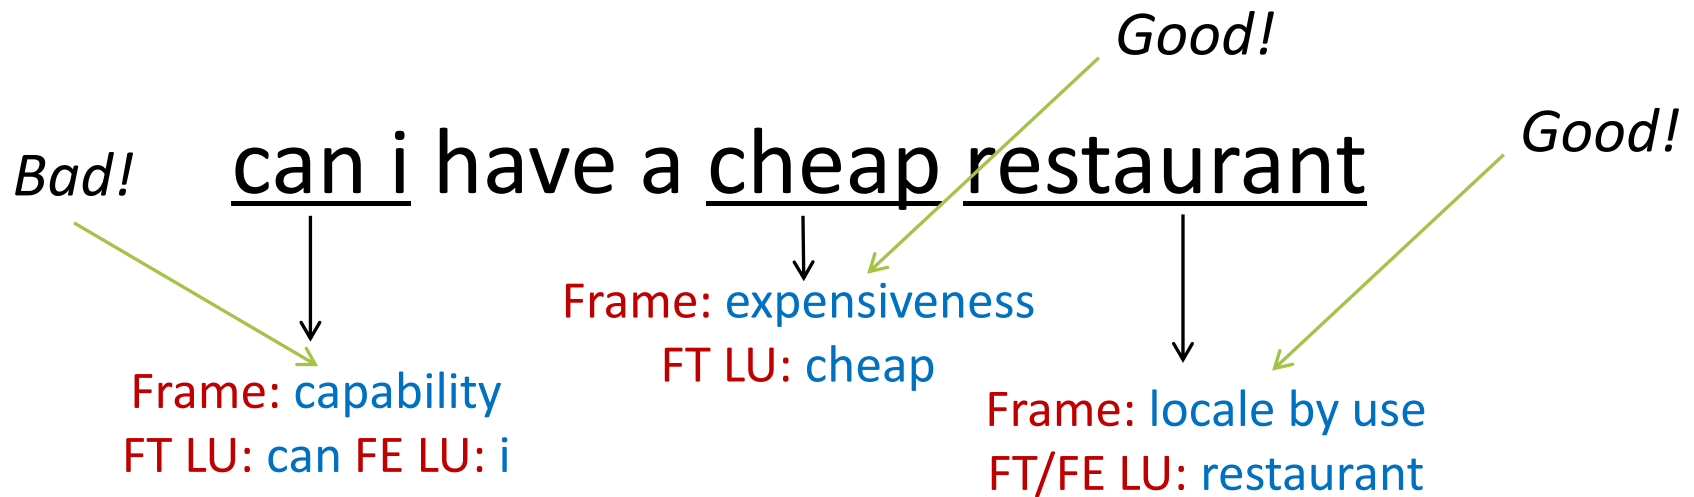 Good!
Good!
Bad!
can i have a cheap restaurant
Frame: expensiveness
FT LU: cheap
Frame: capability
FT LU: can FE LU: i
Frame: locale by use
FT/FE LU: restaurant